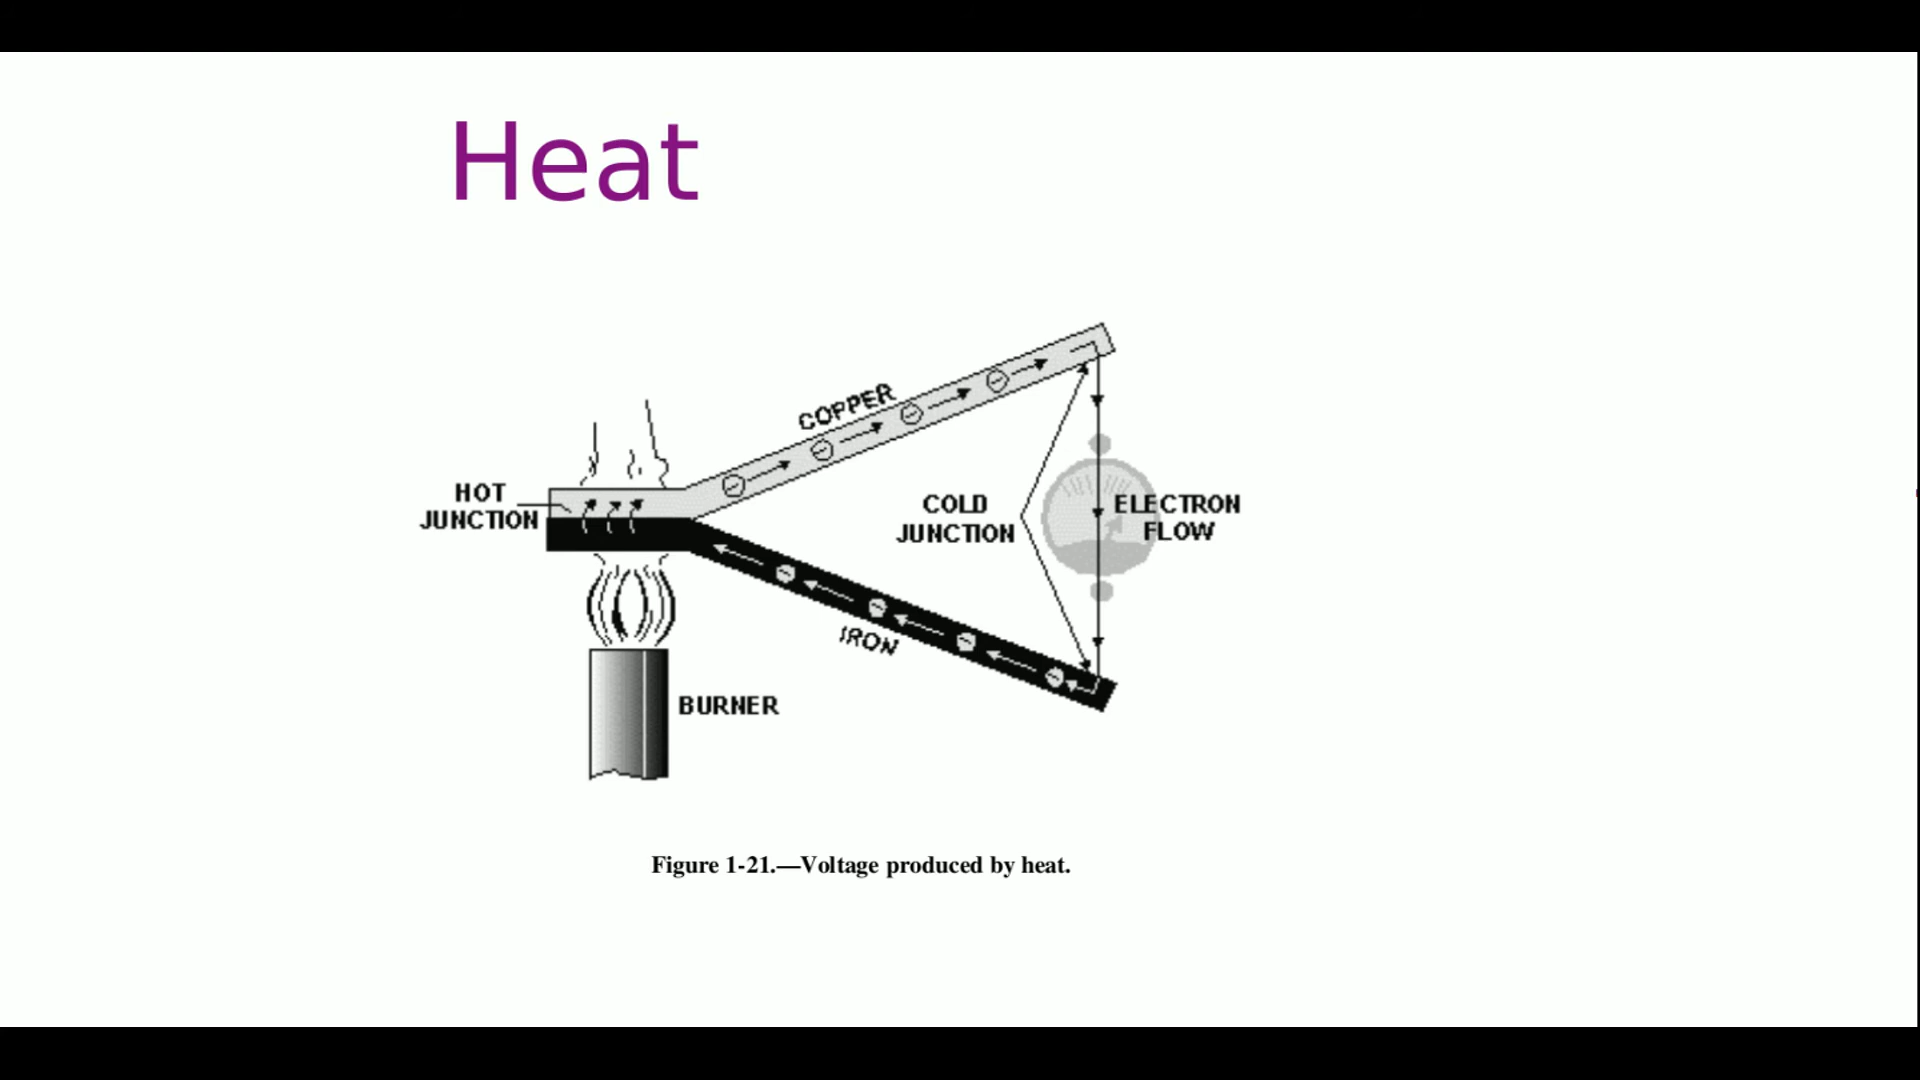 Heat
COPPER
HOT
JUNCTION
COLD
JUNCTION
ELECTRON
FLOW
IRON
BURNER
Figure 1-21.—Voltage produced by heat.